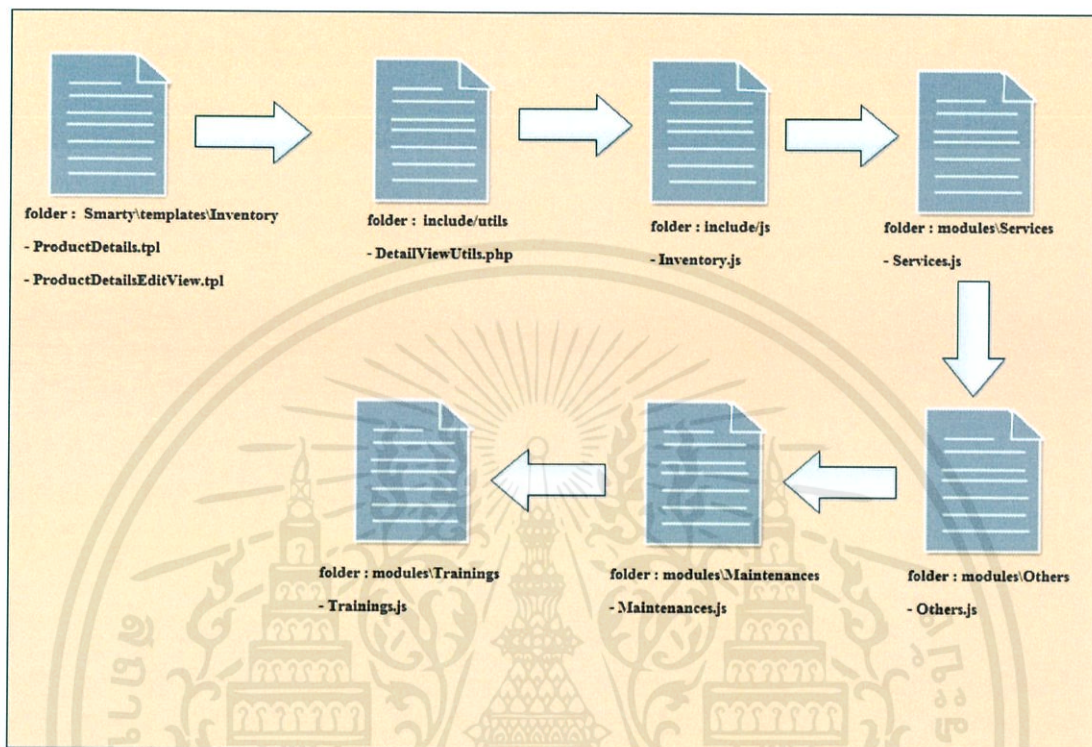 folder : Smarty\templates\Inventory
- ProductDetails.tpl
- ProductDetailsEditView.tpl
folder : include/utils
- DetailViewUtils.php
folder : include/js
- Inventory.js
folder : modules\Services
- Services.js
folder : modules\Trainings
- Trainings.js
folder : modules\Maintenances
- Maintenances.js
folder : modules\Others
- Others.js